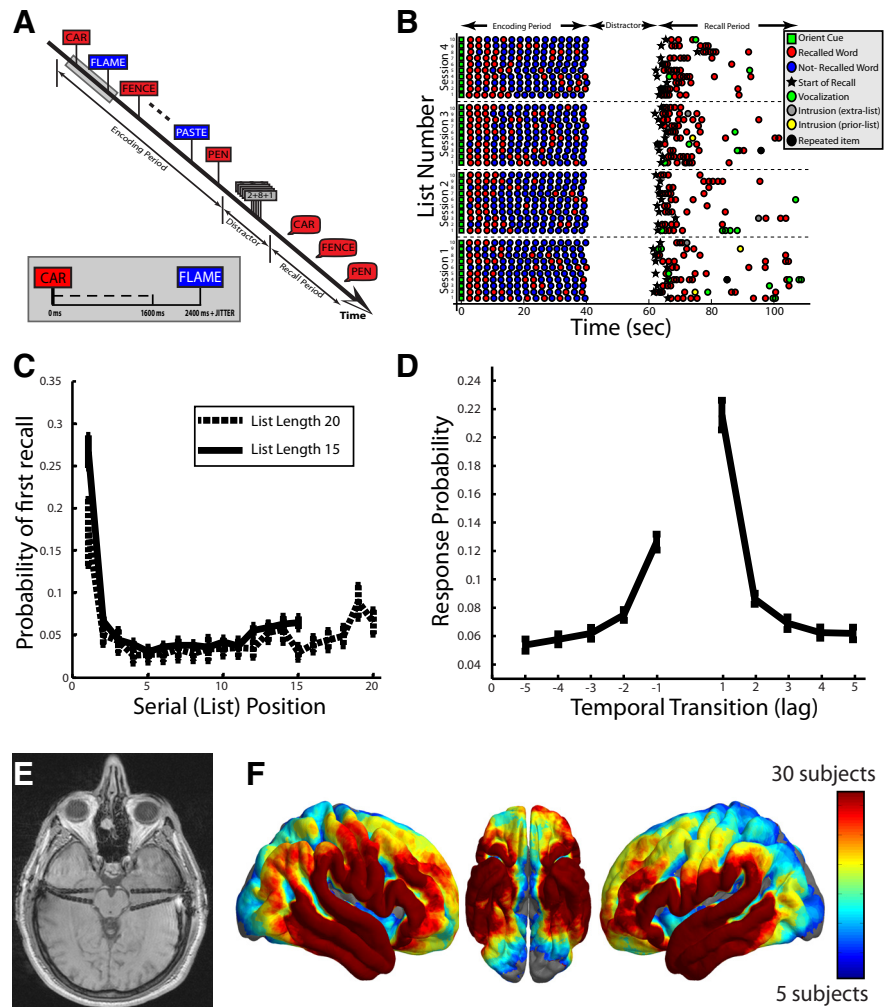 A
CAR
FLAME
FENCE
PASTE
PEN
2+8+1
CAR
FENCE
PEN
Encoding Period
Distractor
Recall Period
Time
CAR
FLAME
0 ms
1600 ms
2400 ms + JITTER
B
Encoding Period
Distractor
Recall Period
Orient Cue
Recalled Word
Not- Recalled Word
Start of Recall
Vocalization
Intrusion (extra-list)
Intrusion (prior-list)
Repeated item
List Number
Session 4
Session 3
Session 2
Session 1
0
20
40
60
80
100
Time (sec)
C
List Length 20
List Length 15
Probability of first recall
0.35
0.3
0.25
0.2
0.15
0.1
0.05
0
0
5
10
15
20
Serial (List) Position
D
Response Probability
0.24
0.22
0.2
0.18
0.16
0.14
0.12
0.1
0.08
0.06
0.04
0
-5
-4
-3
-2
-1
1
2
3
4
5
Temporal Transition (lag)
E
F
30 subjects
5 subjects